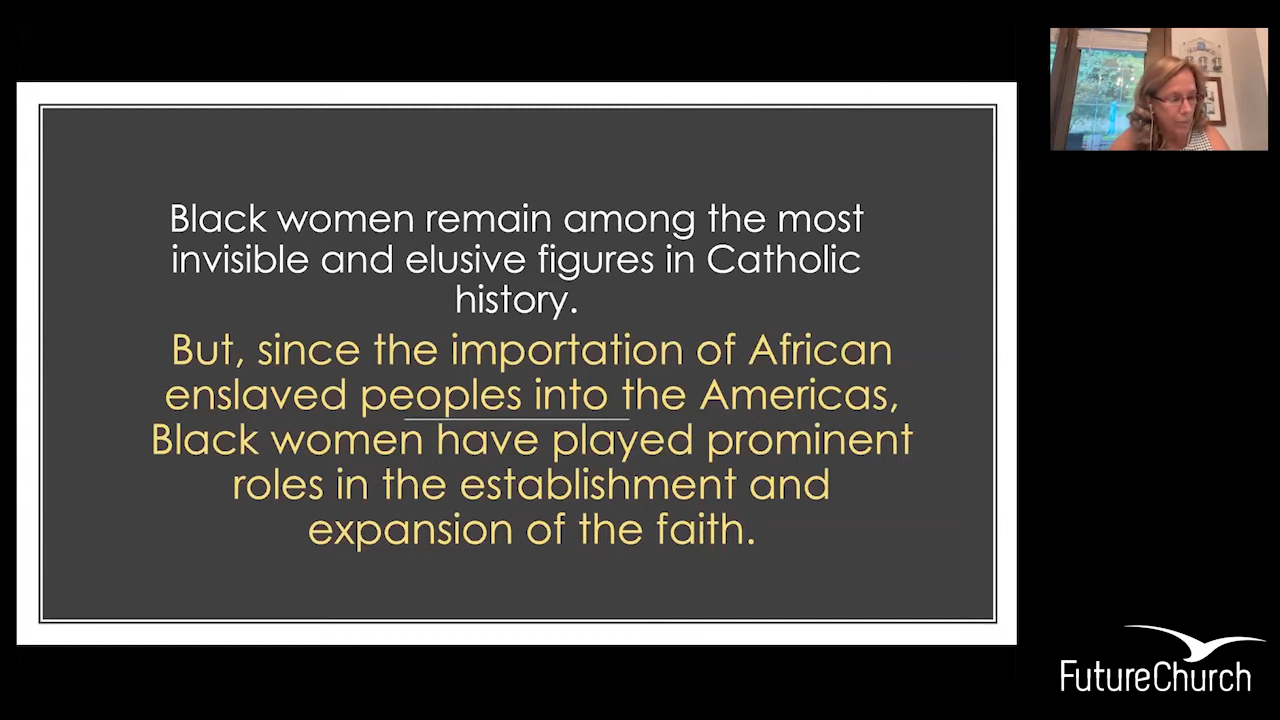 Black women remain among the most
invisible and elusive figures in Catholic
history.
But, since the importation of African
enslaved peoples into the Americas,
Black women have played prominent
roles in the establishment and
expansion of the faith.
FutureChurch